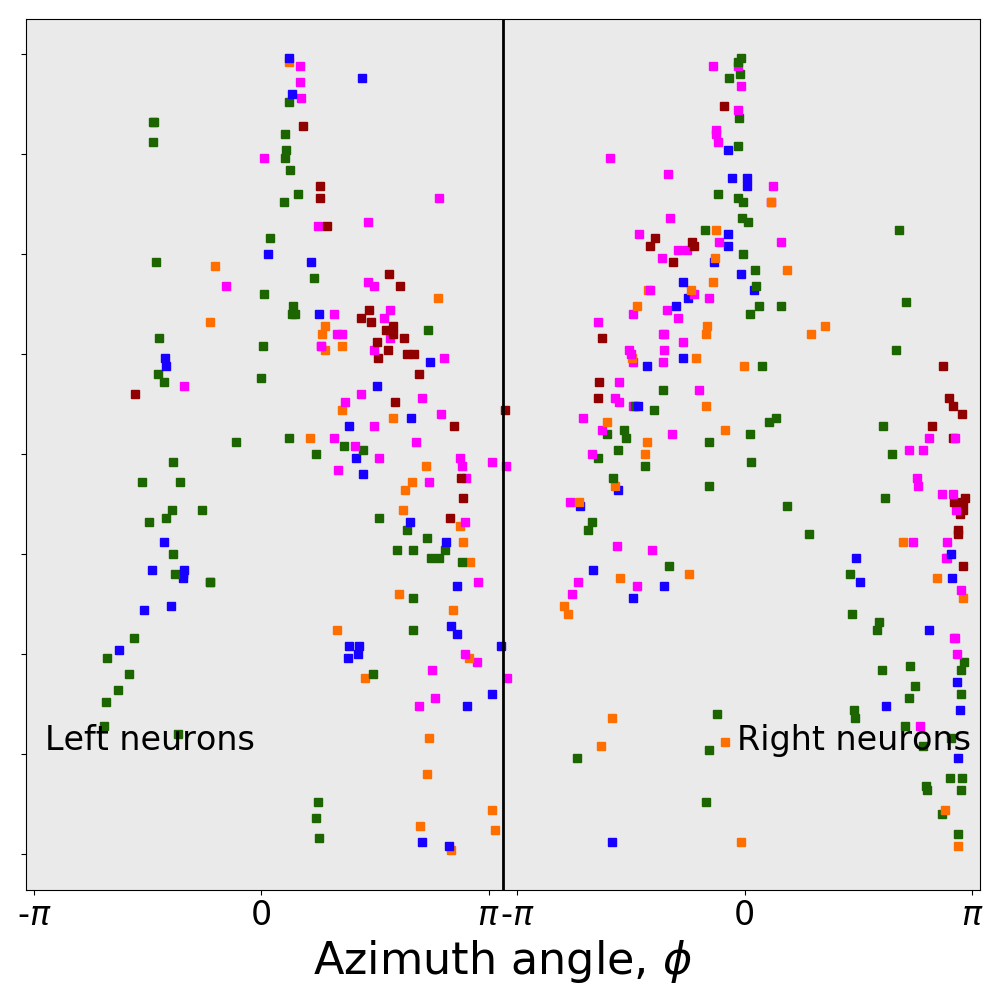 Left neurons Right neurons
-π 0 π -π 0 π
Azimuth angle, ϕ